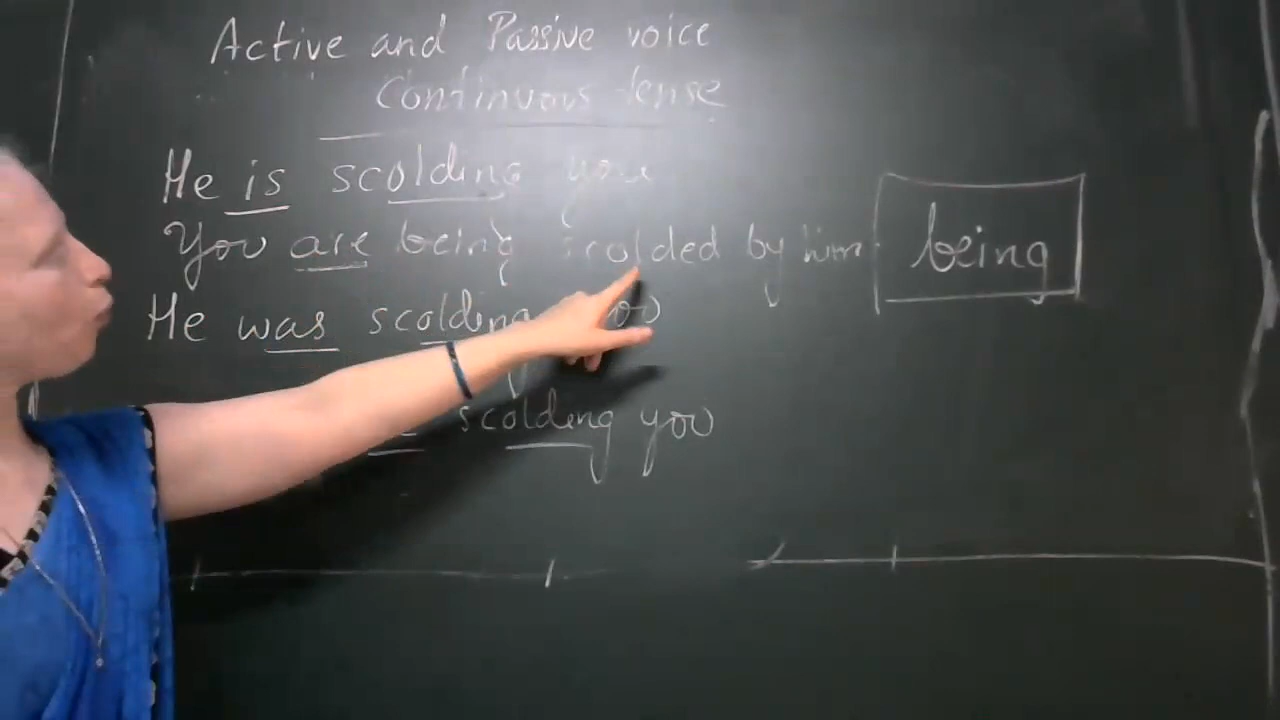 Active and Passive voice
Continuous tense
He is scolding you
You are being scolded by him
being
He was scolding you
scolding you